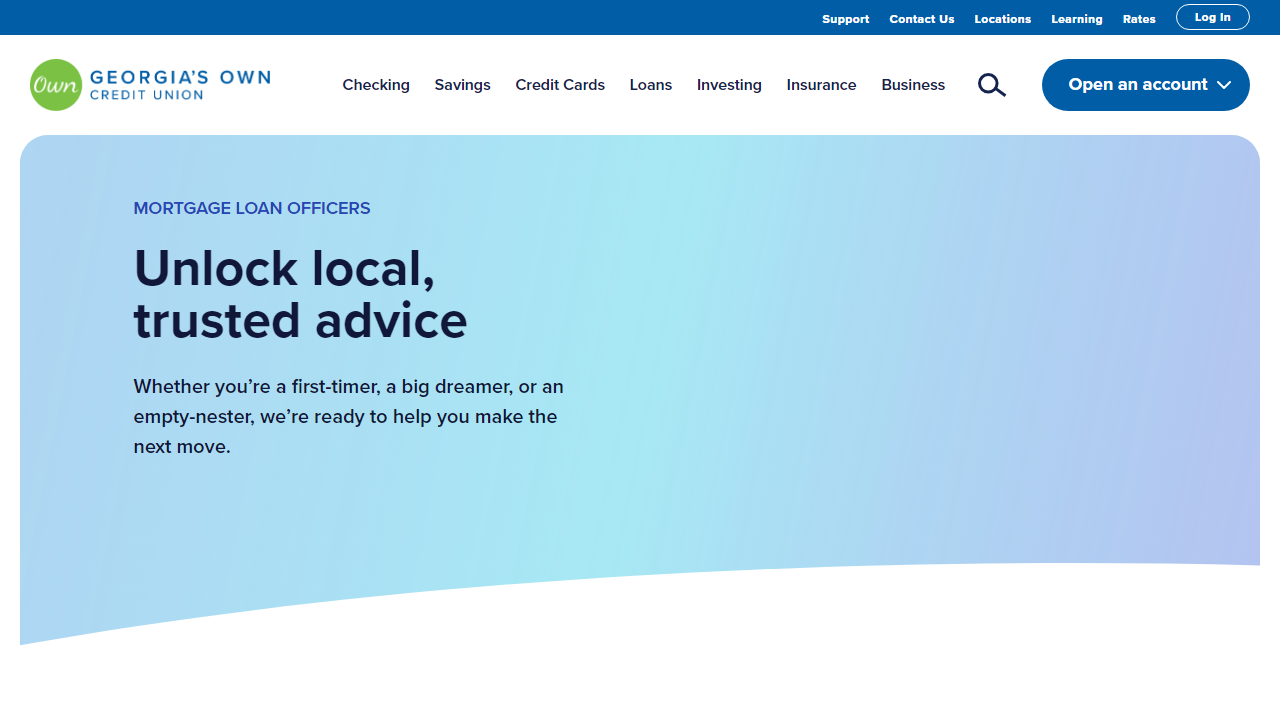 Support Contact Us Locations Learning Rates Log In
Own GEORGIA'S OWN
CREDIT UNION
Checking Savings Credit Cards Loans Investing Insurance Business Open an account
MORTGAGE LOAN OFFICERS
Unlock local,
trusted advice
Whether you’re a first-timer, a big dreamer, or an
empty-nester, we’re ready to help you make the
next move.